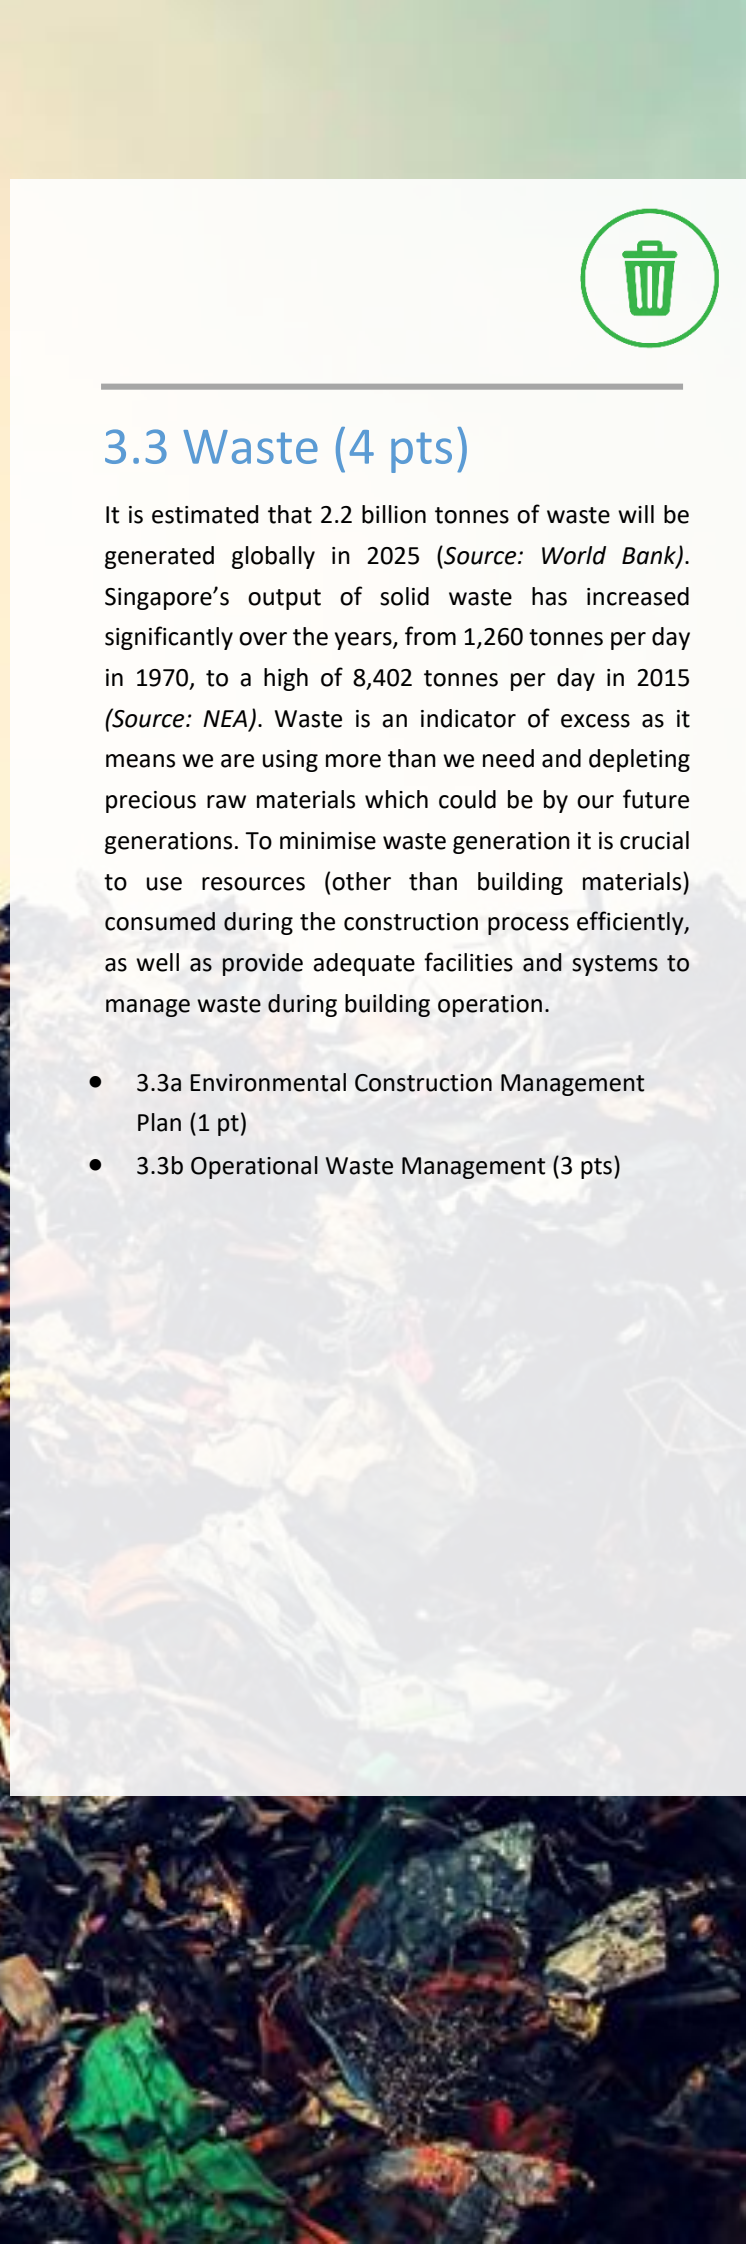 3.3 Waste (4 pts)
It is estimated that 2.2 billion tonnes of waste will be
generated globally in 2025 (Source: World Bank).
Singapore’s output of solid waste has increased
significantly over the years, from 1,260 tonnes per day
in 1970, to a high of 8,402 tonnes per day in 2015
(Source: NEA). Waste is an indicator of excess as it
means we are using more than we need and depleting
precious raw materials which could be by our future
generations. To minimise waste generation it is crucial
to use resources (other than building materials)
consumed during the construction process efficiently,
as well as provide adequate facilities and systems to
manage waste during building operation.
• 3.3a Environmental Construction Management
Plan (1 pt)
• 3.3b Operational Waste Management (3 pts)